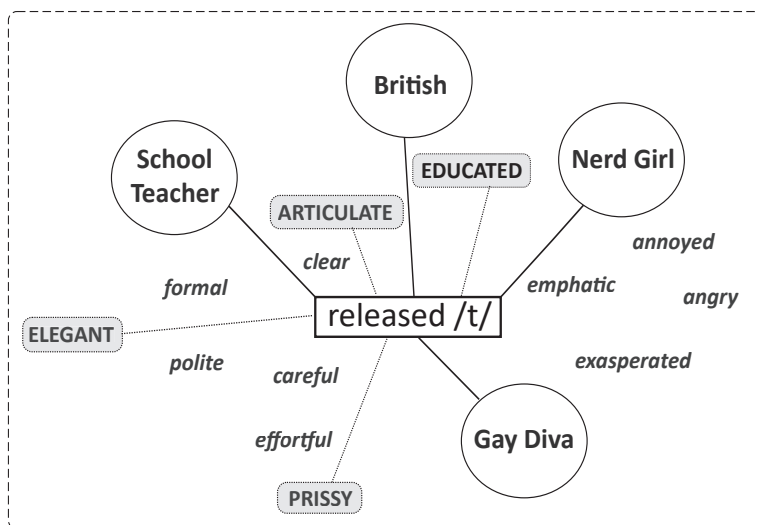 British
School
Teacher
Nerd Girl
EDUCATED
ARTICULATE
annoyed
clear
formal
emphatic
angry
released /t/
ELEGANT
polite
careful
exasperated
effortful
Gay Diva
PRISSY